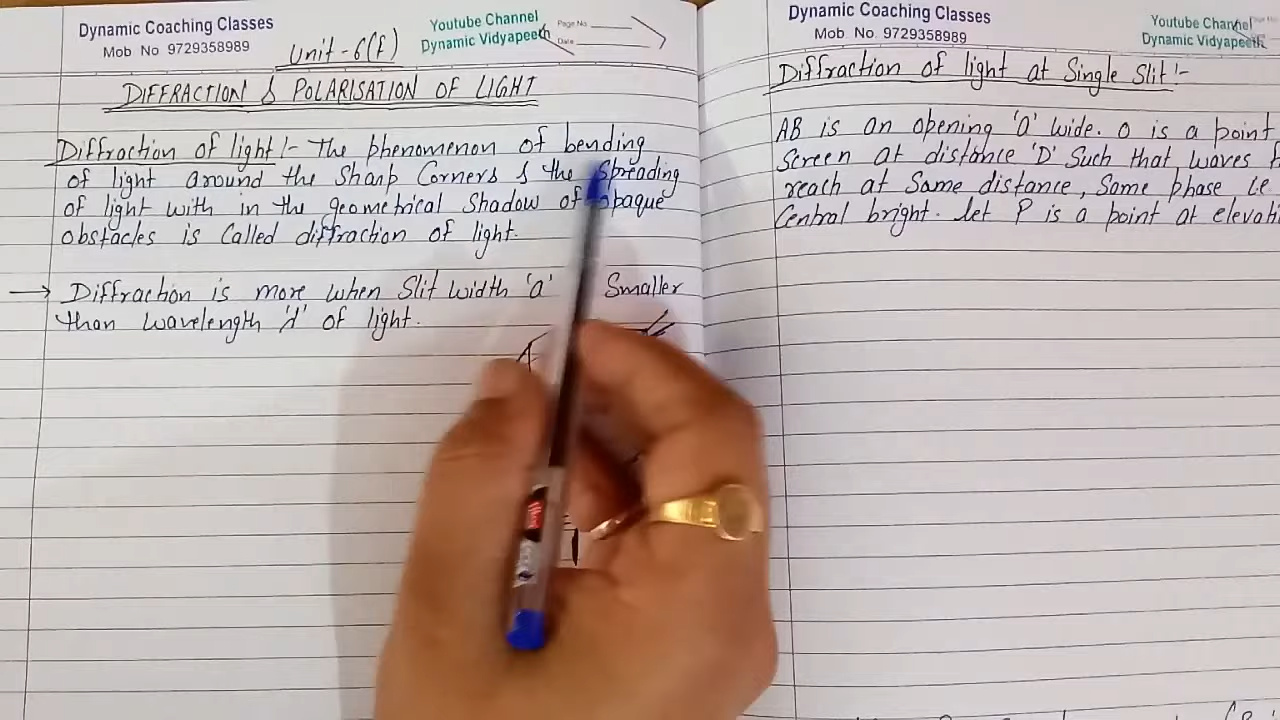 Dynamic Coaching Classes
Mob No 9729358989
Youtube Channel
Dynamic Vidyapeeth
Page No
Date
Unit-6(f)
DIFFRACTION & POLARISATION OF LIGHT
Diffraction of light :- The phenomenon of bending
of light around the sharp corners & the spreading
of light with in the geometrical shadow of opaque
obstacles is called diffraction of light.
→ Diffraction is more when slit width 'a' Smaller
than wavelength 'λ' of light.
A
Dynamic Coaching Classes
Mob No 9729358989
Youtube Channel
Dynamic Vidyapeeth
Diffraction of light at Single Slit :-
AB is an opening 'a' wide. O is a point
Screen at distance 'D' Such that waves
reach at Same distance, Same phase i.e
Central bright. let P is a point at